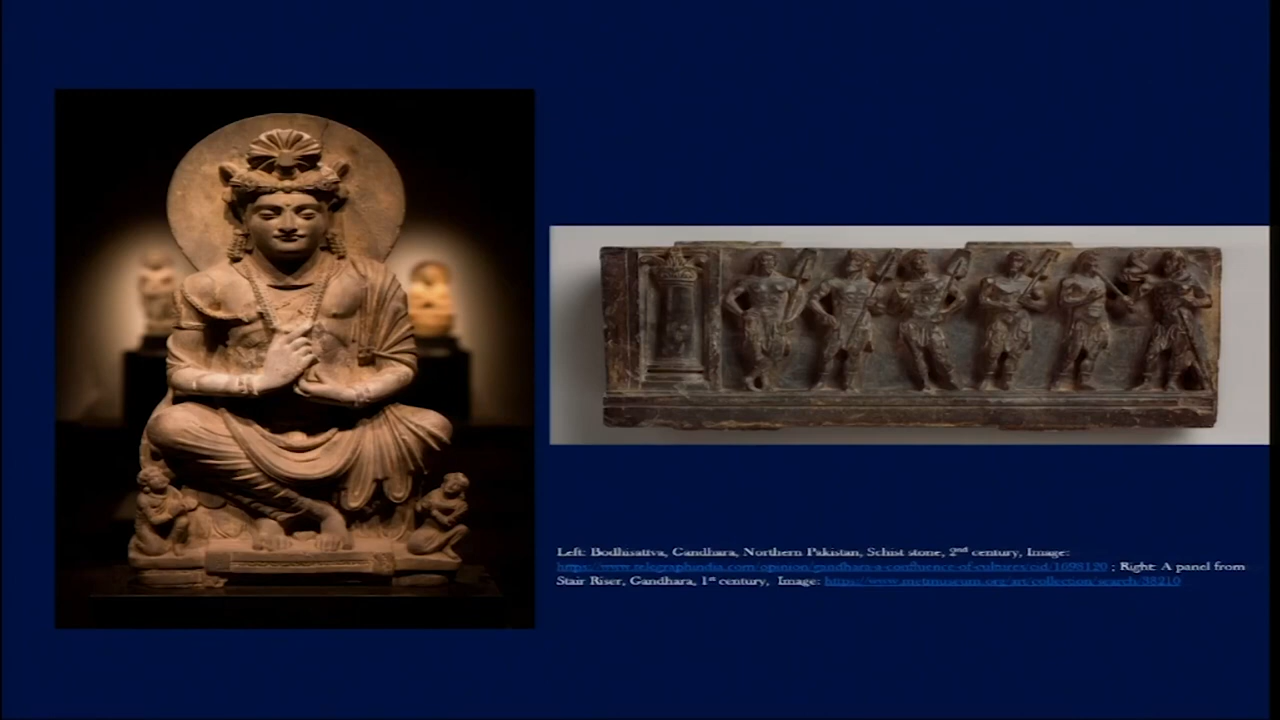 Left: Bodhisattva, Gandhara, Northern Pakistan, Schist stone, 2nd century, Image:
https://www.telegraphindia.com/opinion/gandhara-a-confluence-of-cultures/cid/1698120 ; Right: A panel from
Stair Riser, Gandhara, 1st century, Image: https://www.metmuseum.org/art/collection/search/38219